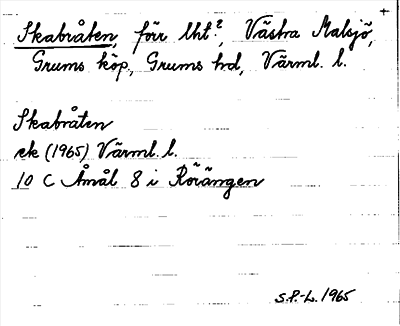 Skabråten, förr lht?, Västra Malsjö,
Grums köp., Grums hd, Värml. l.
Skabråten
ek (1965) Värml. l.
10 C Åmål 8 i Rörängen
S.P.-L. 1965